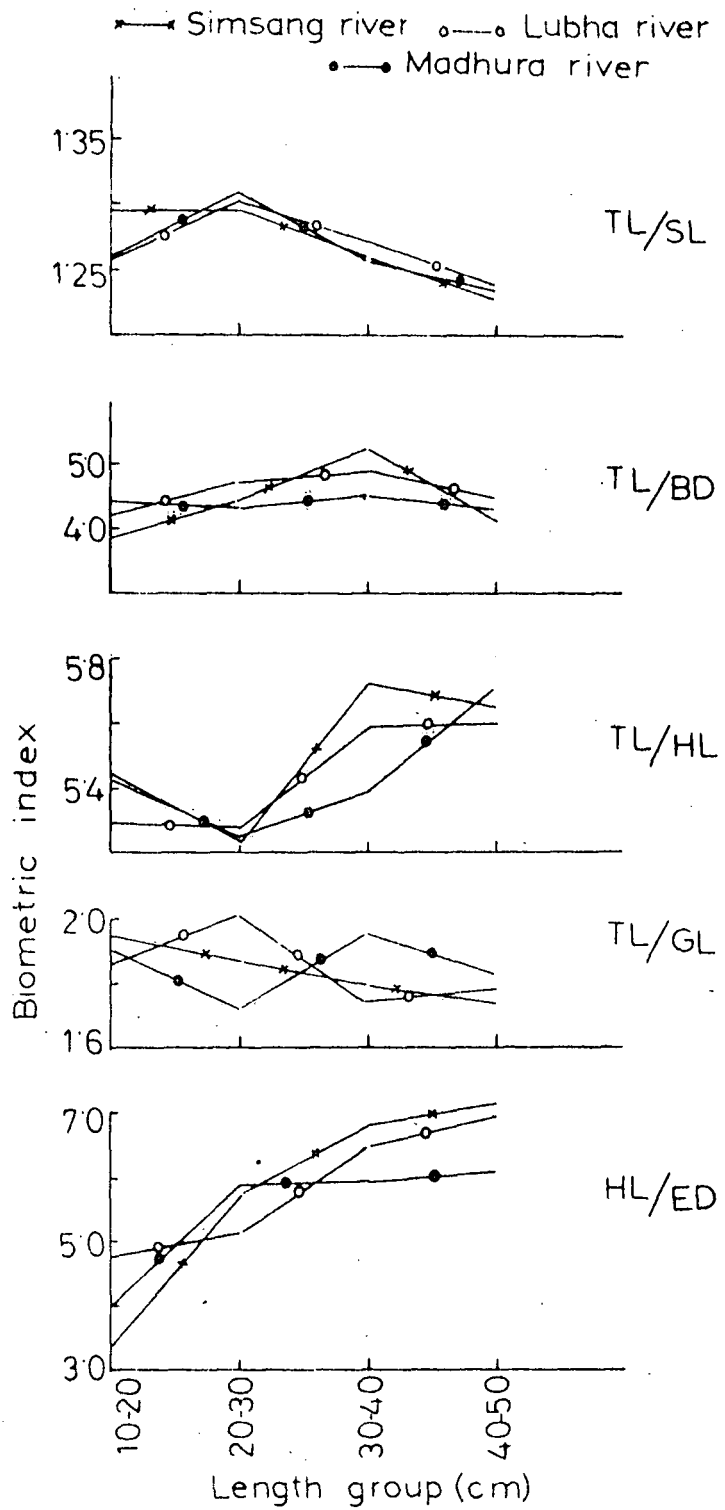 Simsang river Lubha river
Madhura river
1·35
1·25
TL/SL
5·0
4·0
TL/BD
5·8
5·4
TL/HL
2·0
1·6
TL/GL
7·0
5·0
3·0
HL/ED
Biometric index
10-20 20-30 30-40 40-50
Length group (cm)